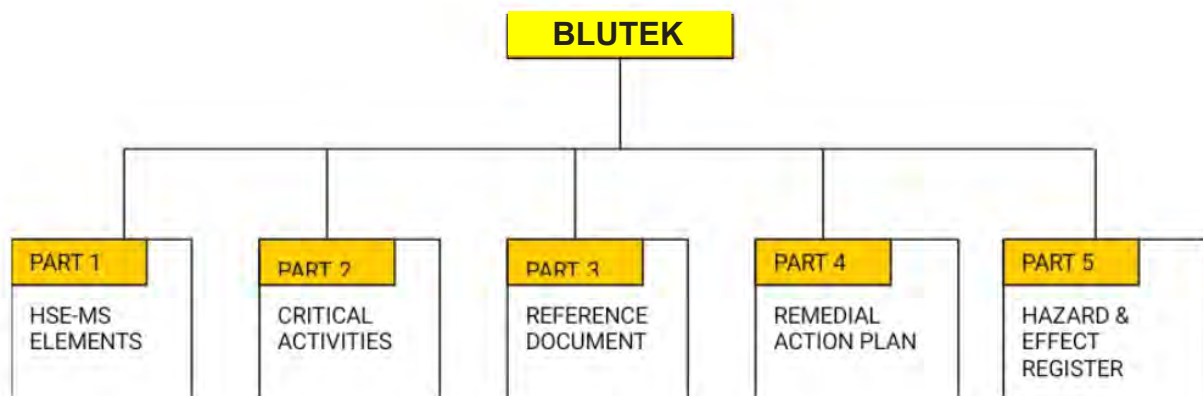 BLUTEK
PART 1
HSE-MS
ELEMENTS
PART 2
CRITICAL
ACTIVITIES
PART 3
REFERENCE
DOCUMENT
PART 4
REMEDIAL
ACTION PLAN
PART 5
HAZARD &
EFFECT
REGISTER